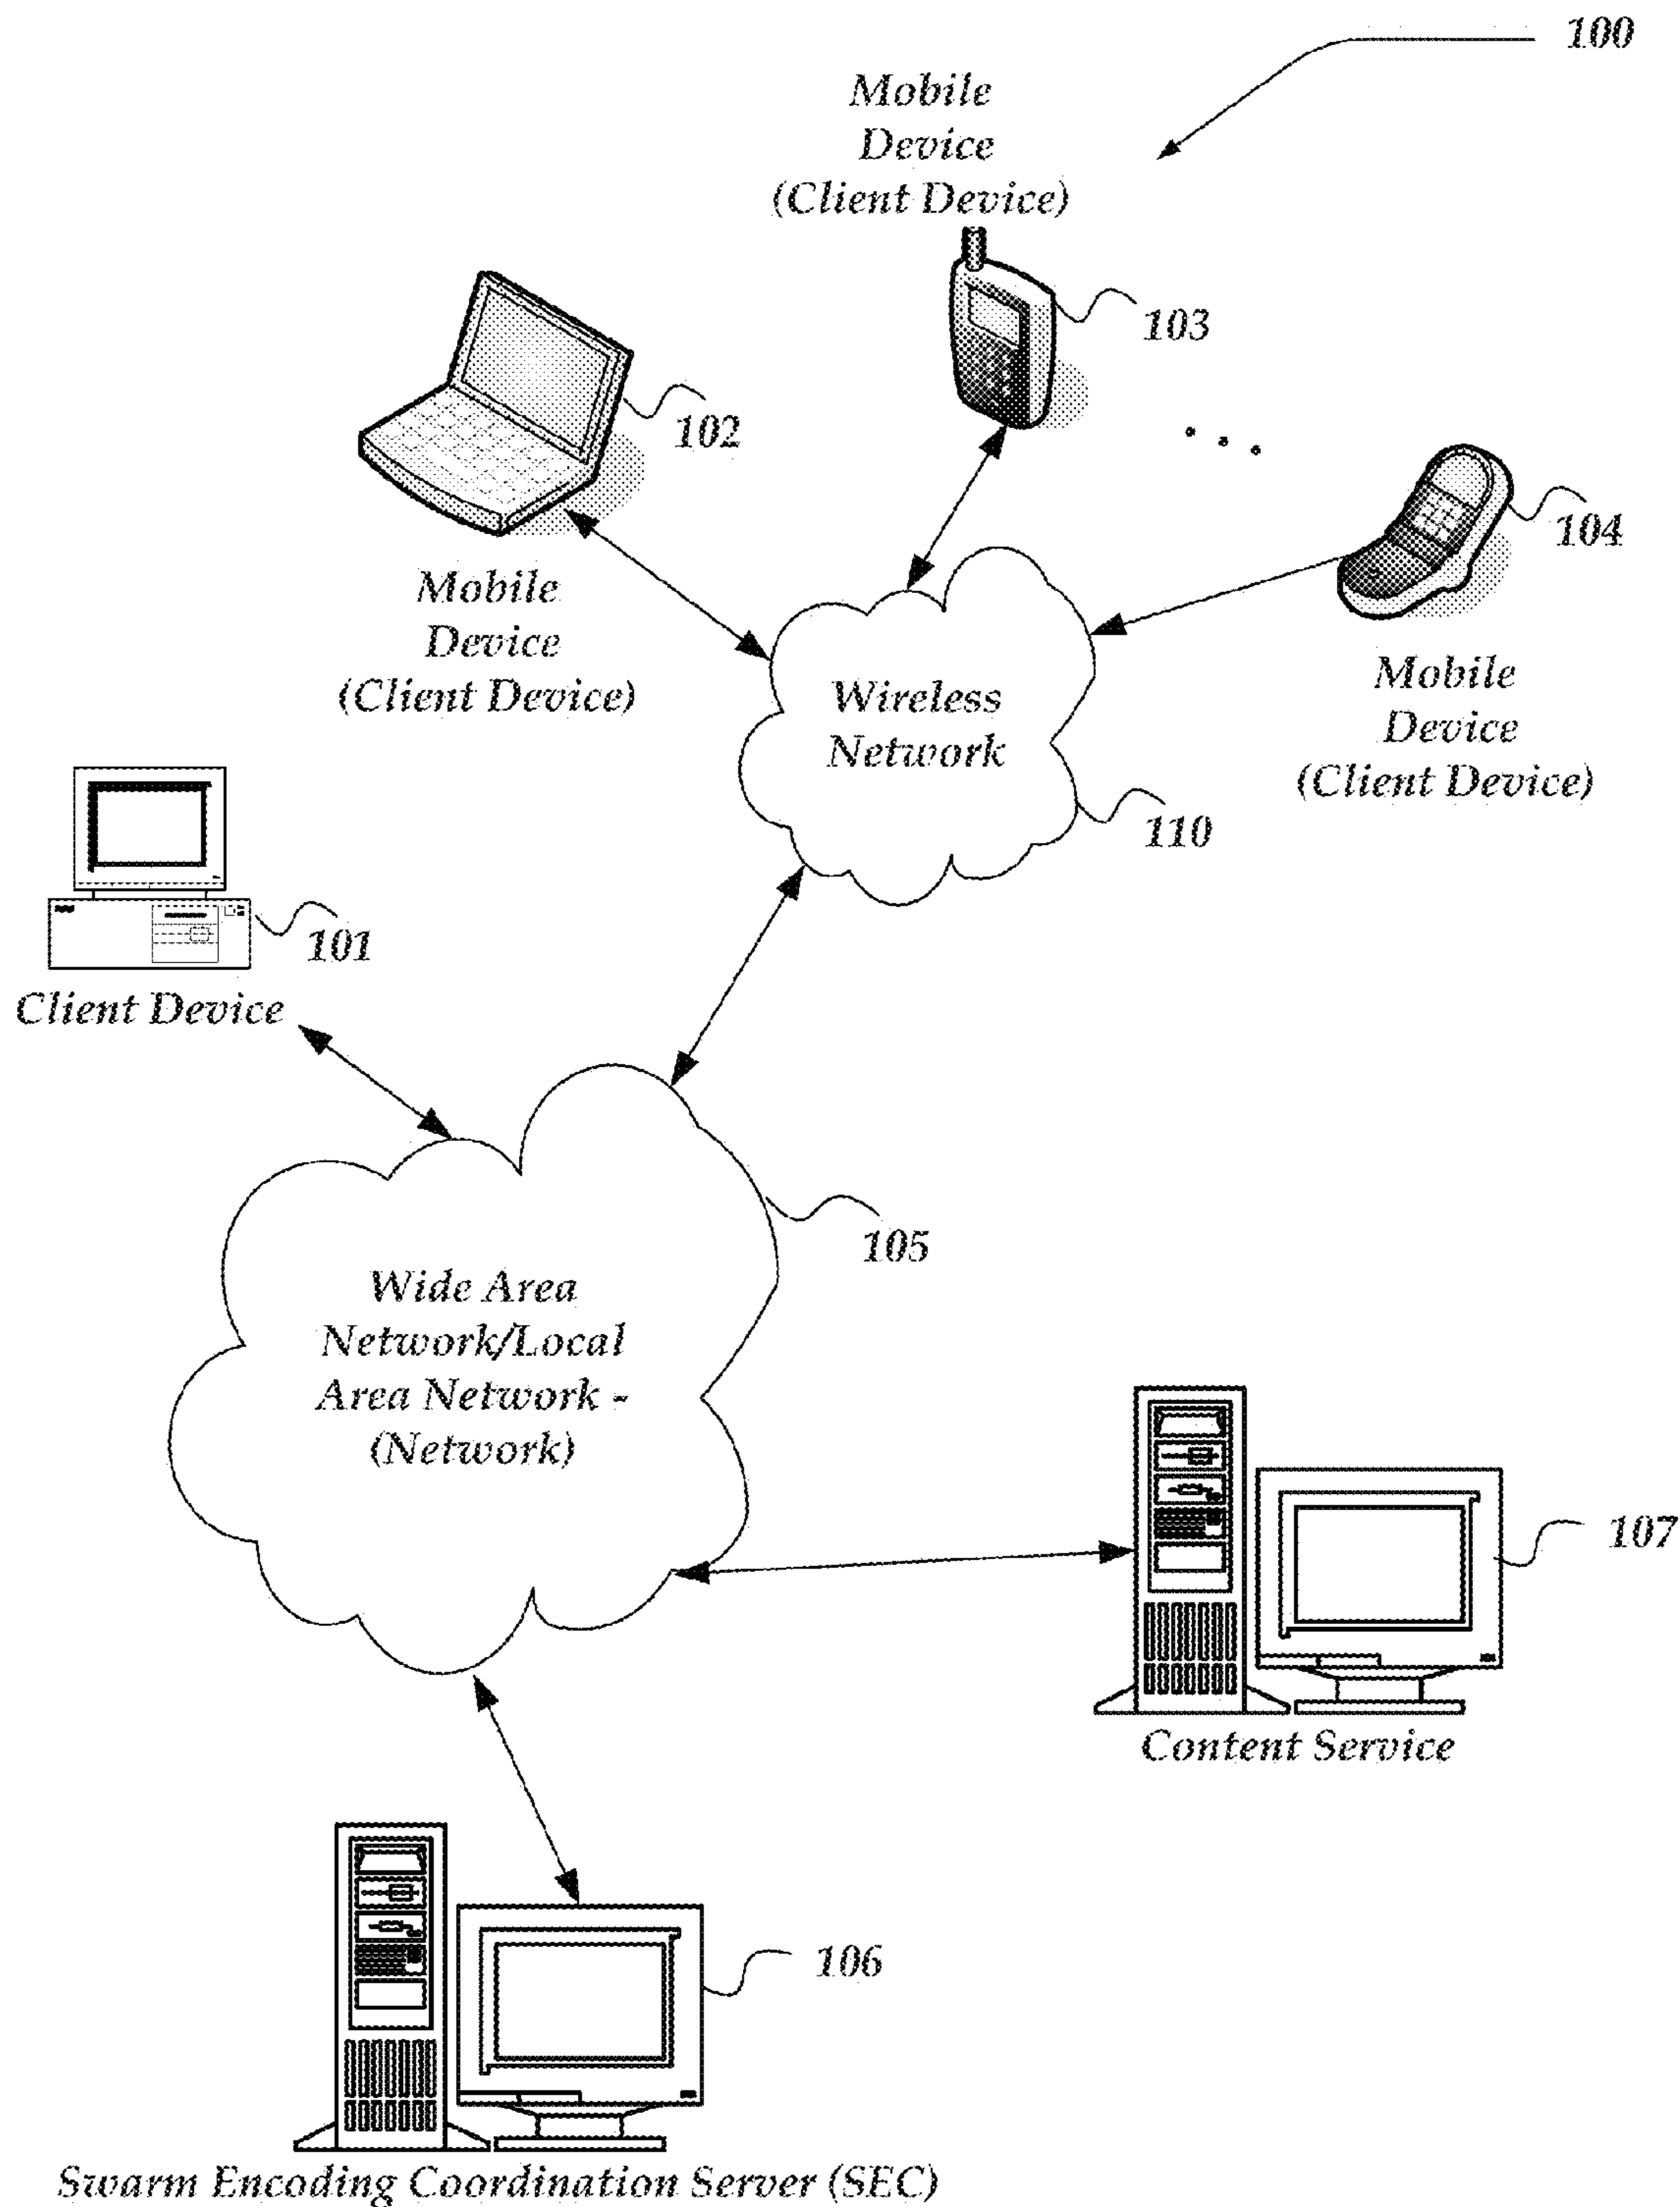 100
Mobile
Device
(Client Device)
103
102
104
Mobile
Device
(Client Device)
Wireless
Network
Mobile
Device
(Client Device)
110
101
Client Device
105
Wide Area
Network/Local
Area Network -
(Network)
107
Content Service
106
Swarm Encoding Coordination Server (SEC)